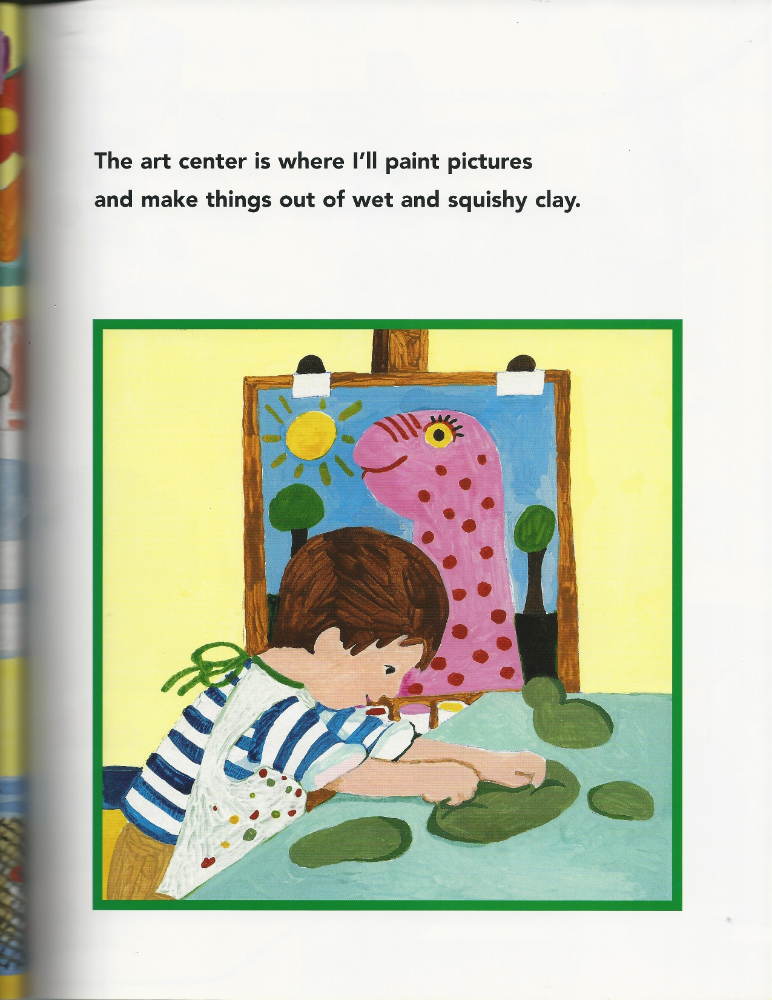 The art center is where I'll paint pictures
and make things out of wet and squishy clay.